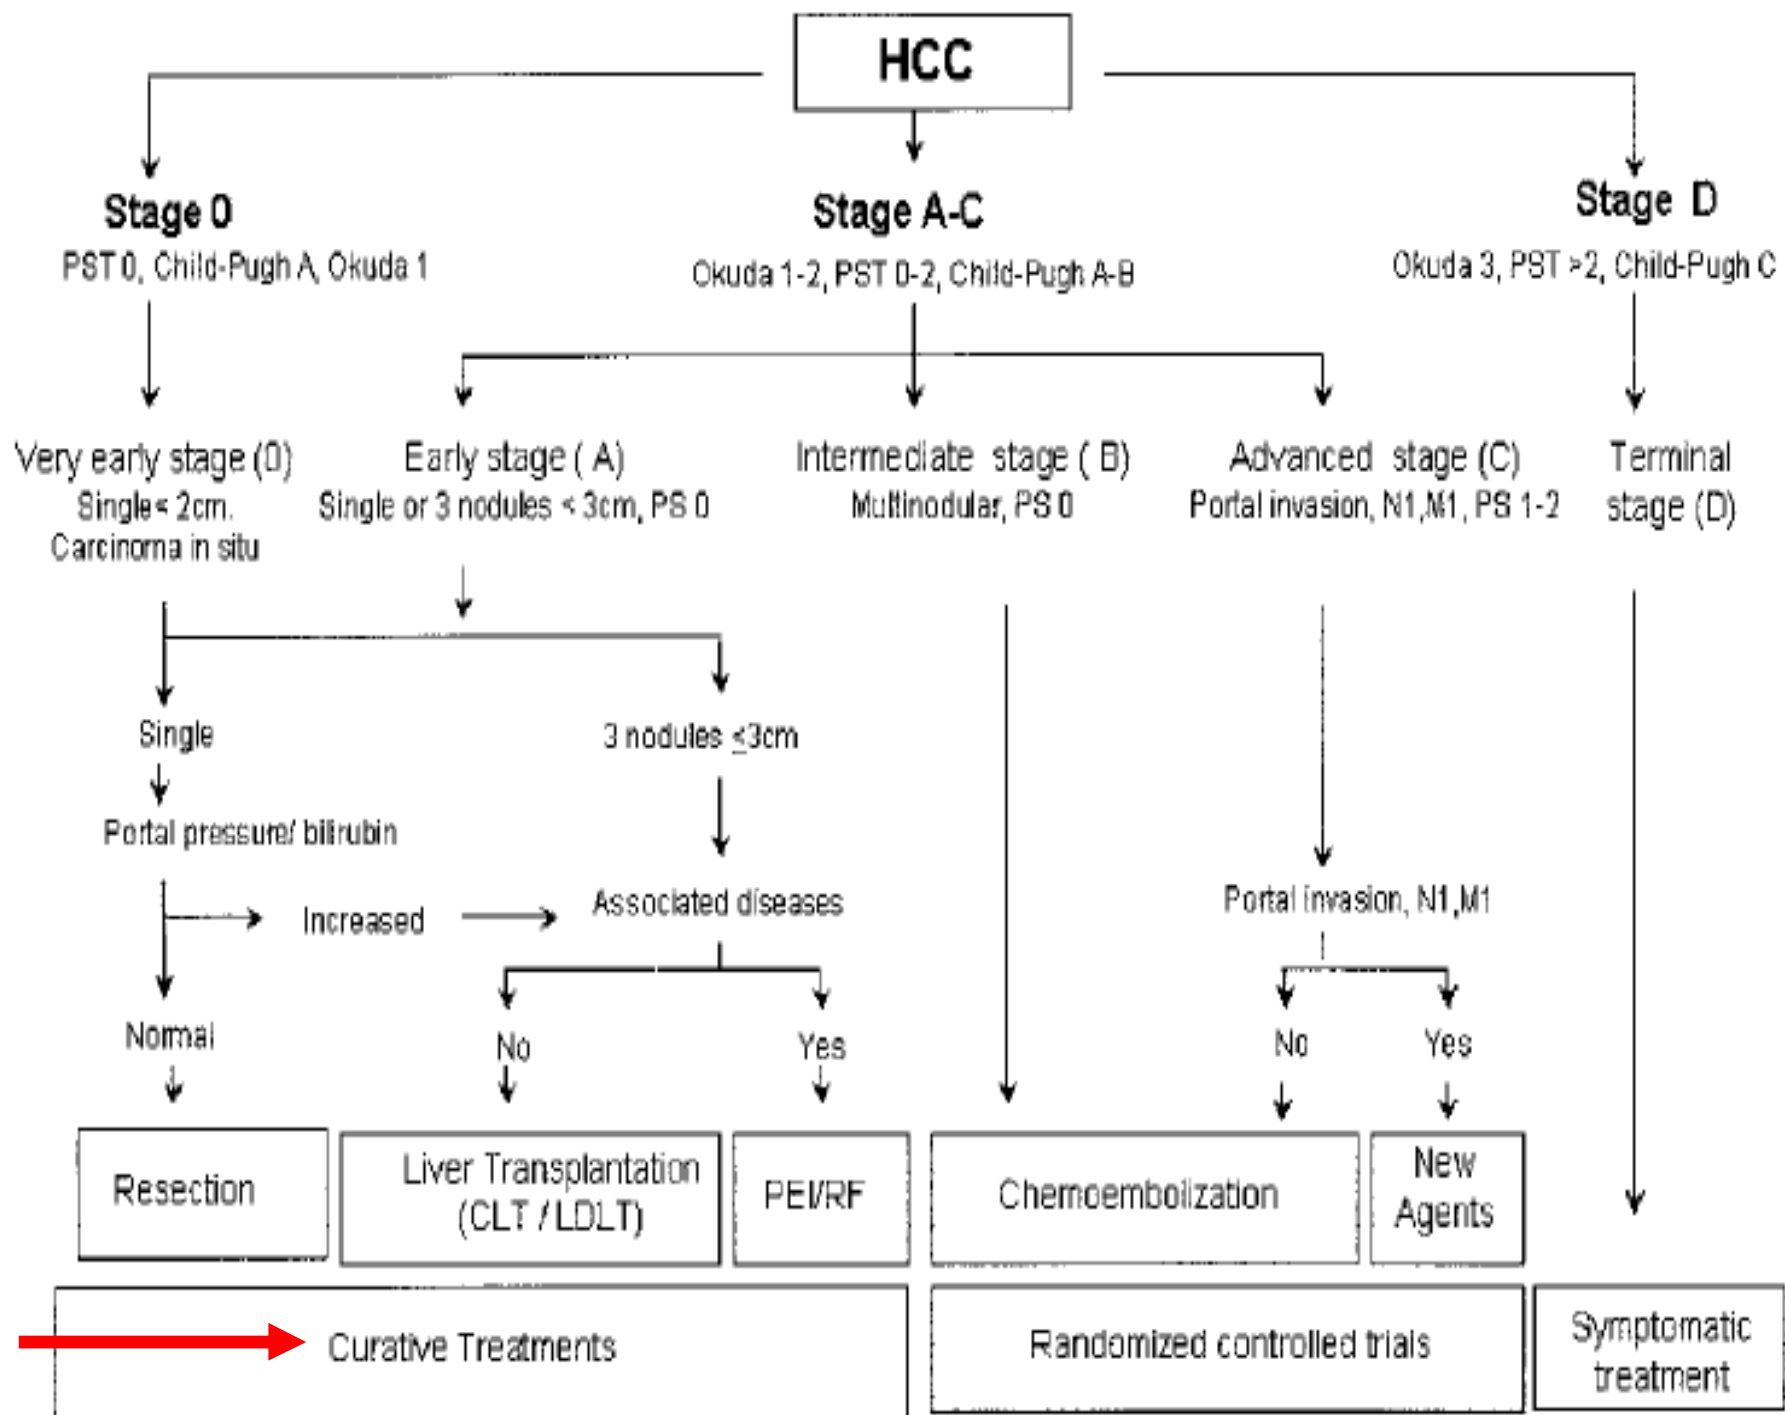 HCC
Stage 0
PST 0, Child-Pugh A, Okuda 1
Stage A-C
Okuda 1-2, PST 0-2, Child-Pugh A-B
Stage D
Okuda 3, PST >2, Child-Pugh C
Very early stage (0)
Single < 2cm.
Carcinoma in situ
Early stage ( A)
Single or 3 nodules < 3cm, PS 0
Intermediate stage ( B)
Multinodular, PS 0
Advanced stage (C)
Portal invasion, N1,M1, PS 1-2
Terminal
stage (D)
Single
3 nodules ≤3cm
Portal pressure/ bilirubin
Increased
Associated diseases
Portal invasion, N1,M1
Normal
No
Yes
No
Yes
Resection
Liver Transplantation
(CLT / LDLT)
PEI/RF
Chemoembolization
New
Agents
Curative Treatments
Randomized controlled trials
Symptomatic
treatment